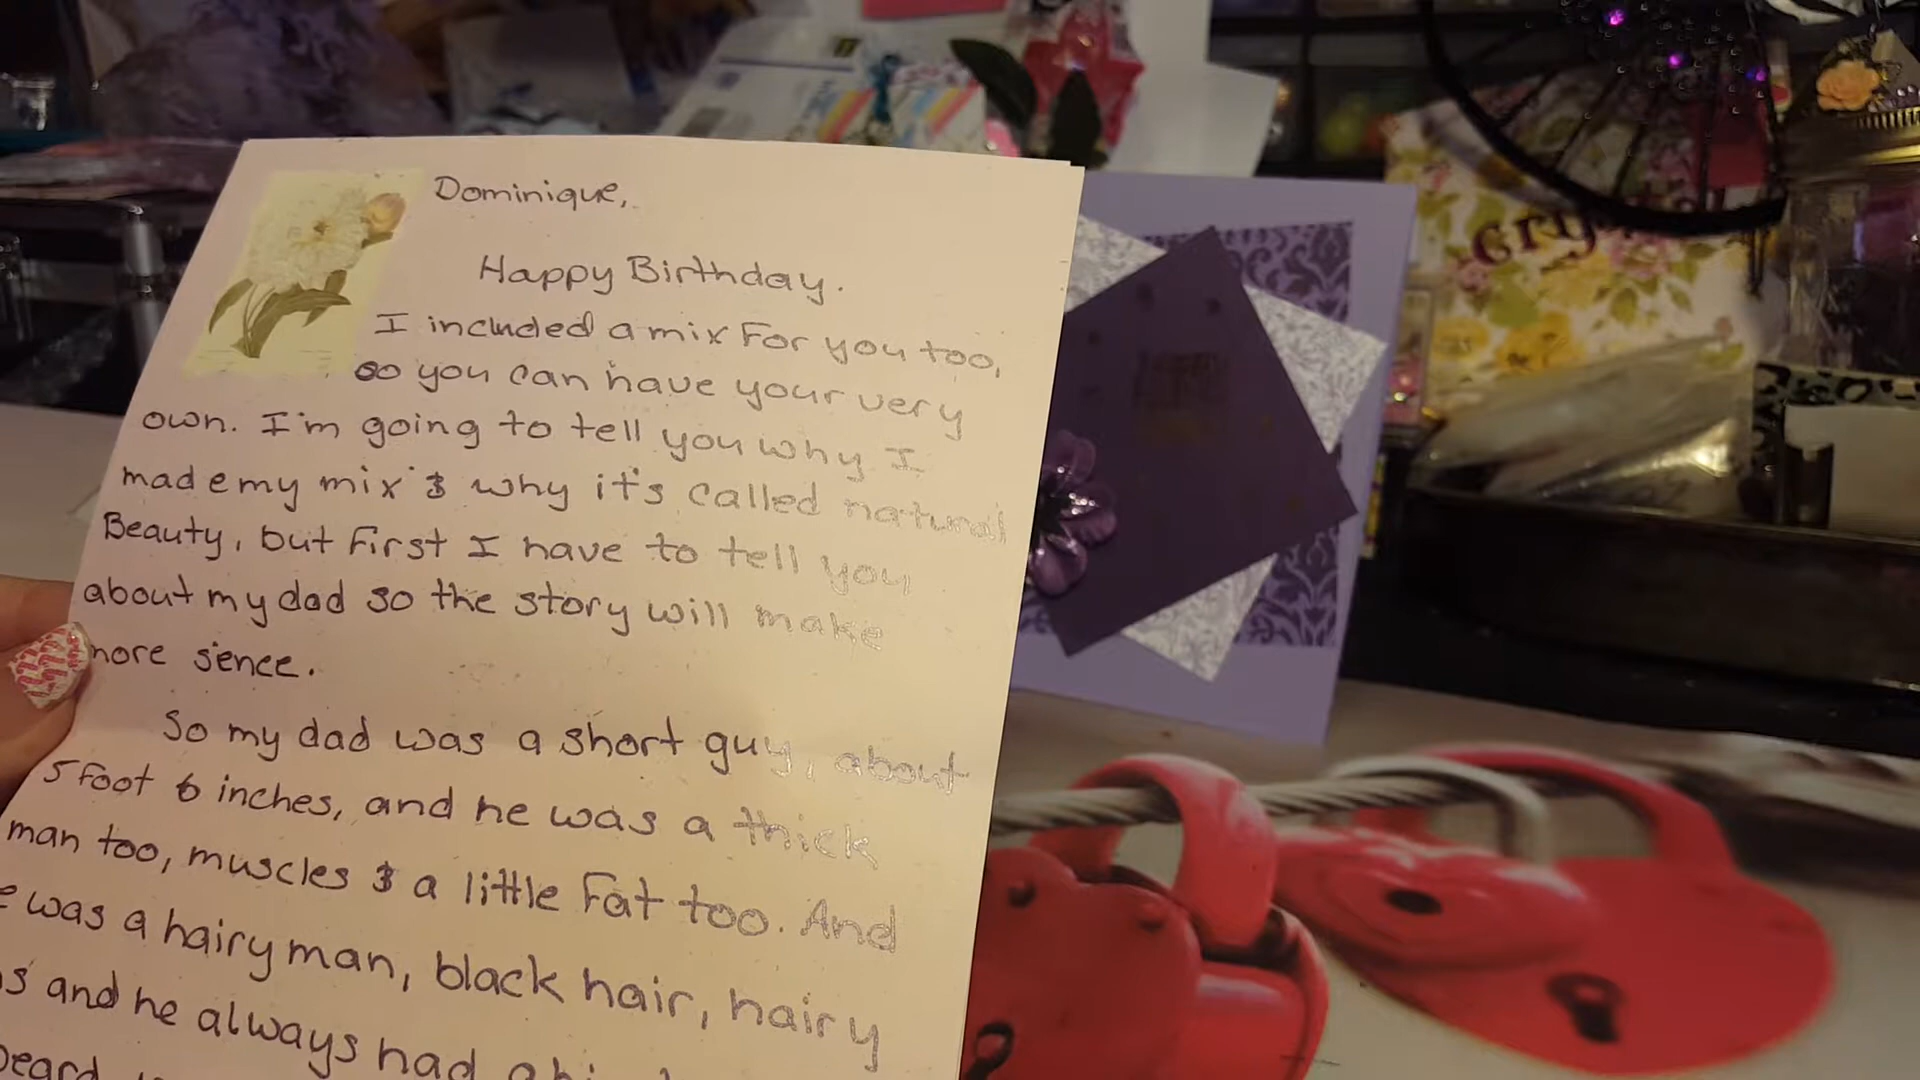 Dominique,
Happy Birthday.
I included a mix For you too,
so you can have your very
own. I'm going to tell you why I
made my mix & why it's called natural
Beauty, but First I have to tell you
about my dad so the story will make
more sence.
So my dad was a short guy, about
5 Foot 6 inches, and he was a thick
man too, muscles & a little Fat too. And
was a hairy man, black hair, hairy
and he always had a
beard